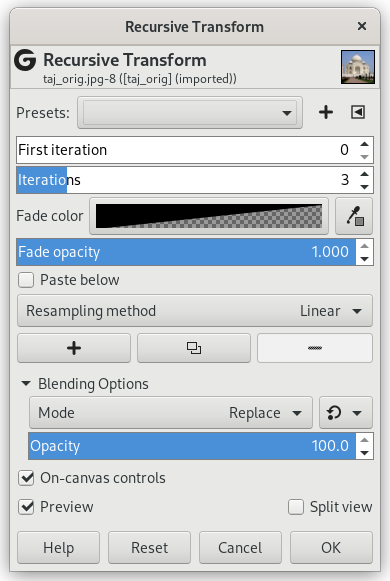 Recursive Transform
Recursive Transform
taj_orig.jpg-8 ([taj_orig] (imported))
Presets:
First iteration 0
Iterations 3
Fade color
Fade opacity 1.000
Paste below
Resampling method Linear
Blending Options
Mode Replace
Opacity 100.0
On-canvas controls
Preview Split view
Help Reset Cancel OK